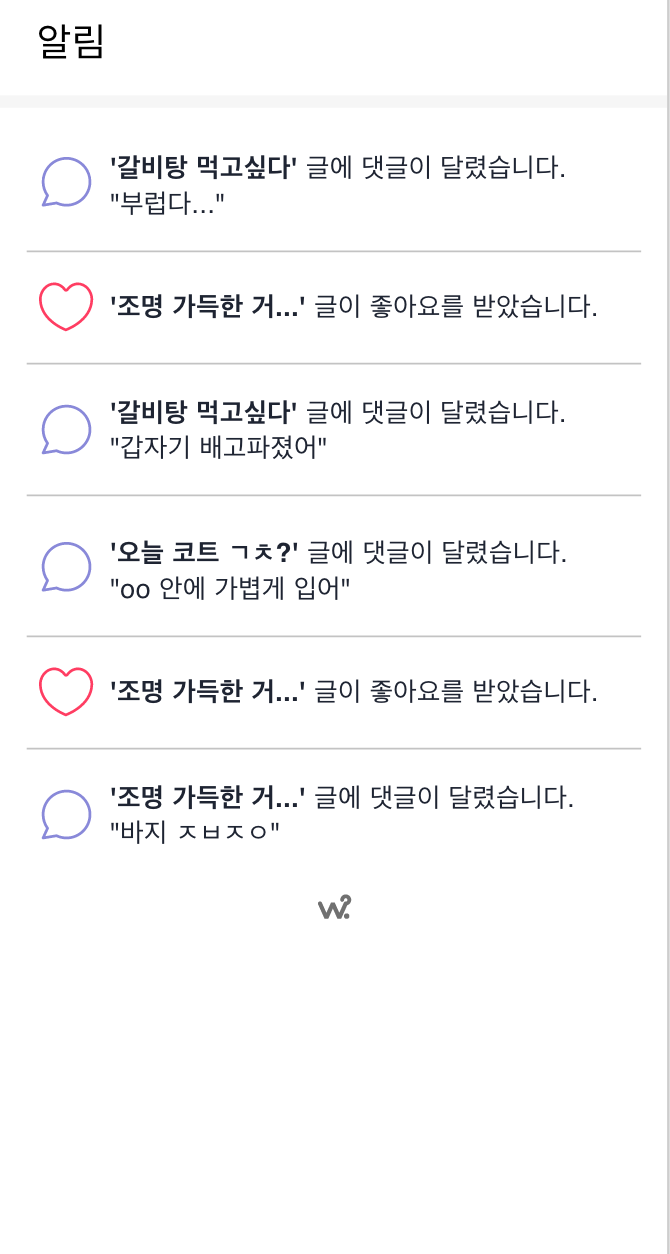 알림
'갈비탕 먹고싶다' 글에 댓글이 달렸습니다.
"부럽다..."
'조명 가득한 거...' 글이 좋아요를 받았습니다.
'갈비탕 먹고싶다' 글에 댓글이 달렸습니다.
"갑자기 배고파졌어"
'오늘 코트 ㄱㅊ?' 글에 댓글이 달렸습니다.
"oo 안에 가볍게 입어"
'조명 가득한 거...' 글이 좋아요를 받았습니다.
'조명 가득한 거...' 글에 댓글이 달렸습니다.
"바지 ㅈㅂㅈㅇ"
W?